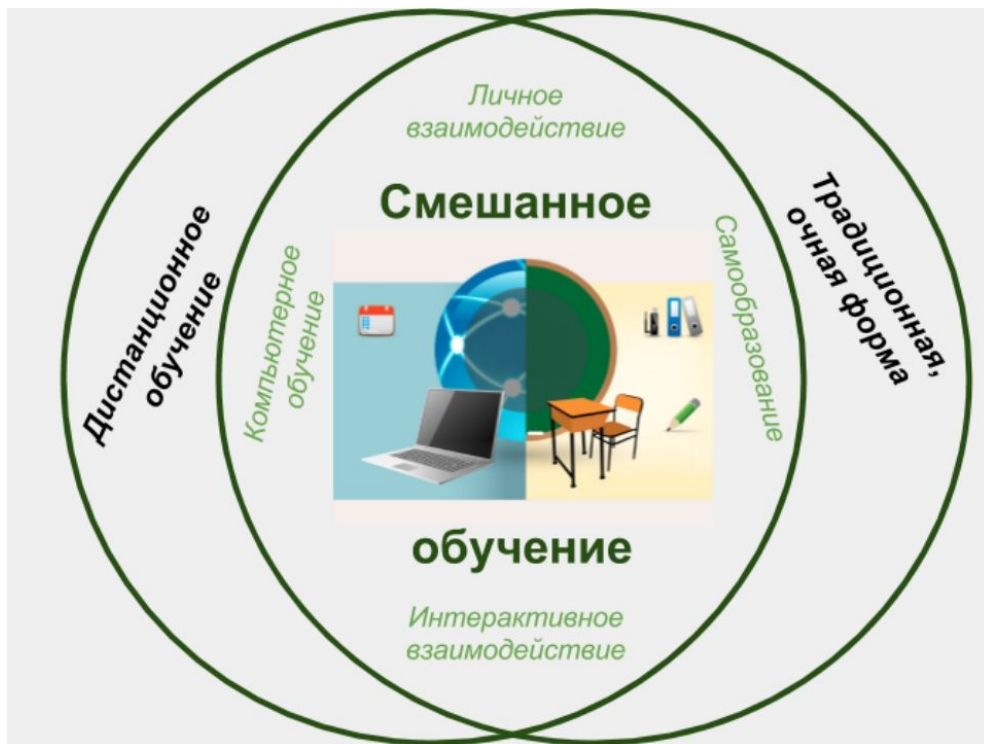 Личное
взаимодействие
Смешанное
Дистанционное
обучение
Компьютерное
обучение
Самообразование
Традиционная,
очная форма
обучение
Интерактивное
взаимодействие